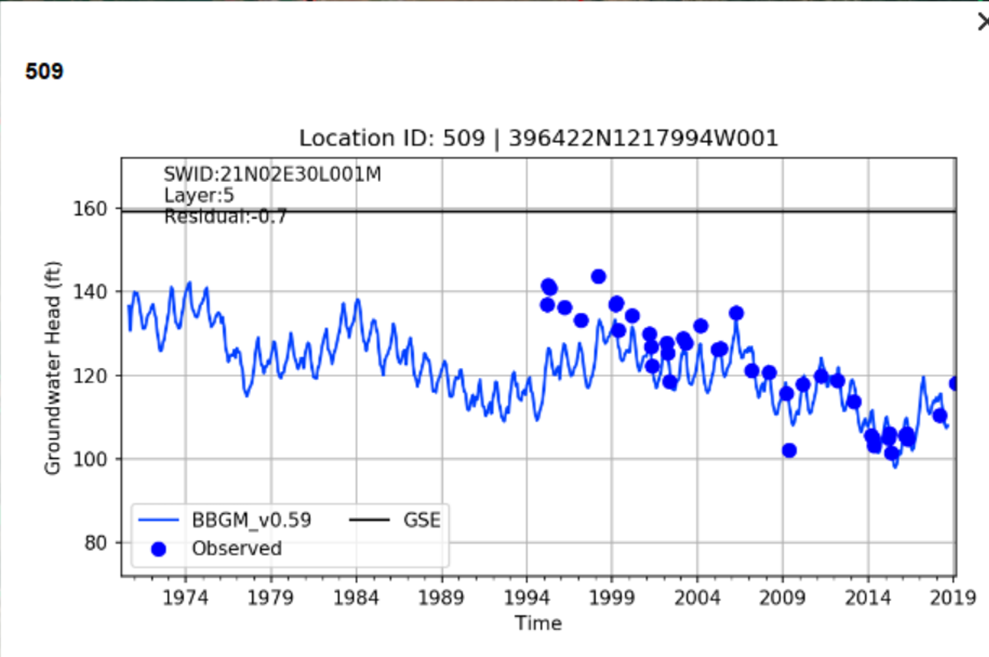 509
Location ID: 509 | 396422N1217994W001
SWID:21N02E30L001M
Layer:5
Residual:-0.7
160
140
120
100
80
Groundwater Head (ft)
BBGM_v0.59
GSE
Observed
1974 1979 1984 1989 1994 1999 2004 2009 2014 2019
Time